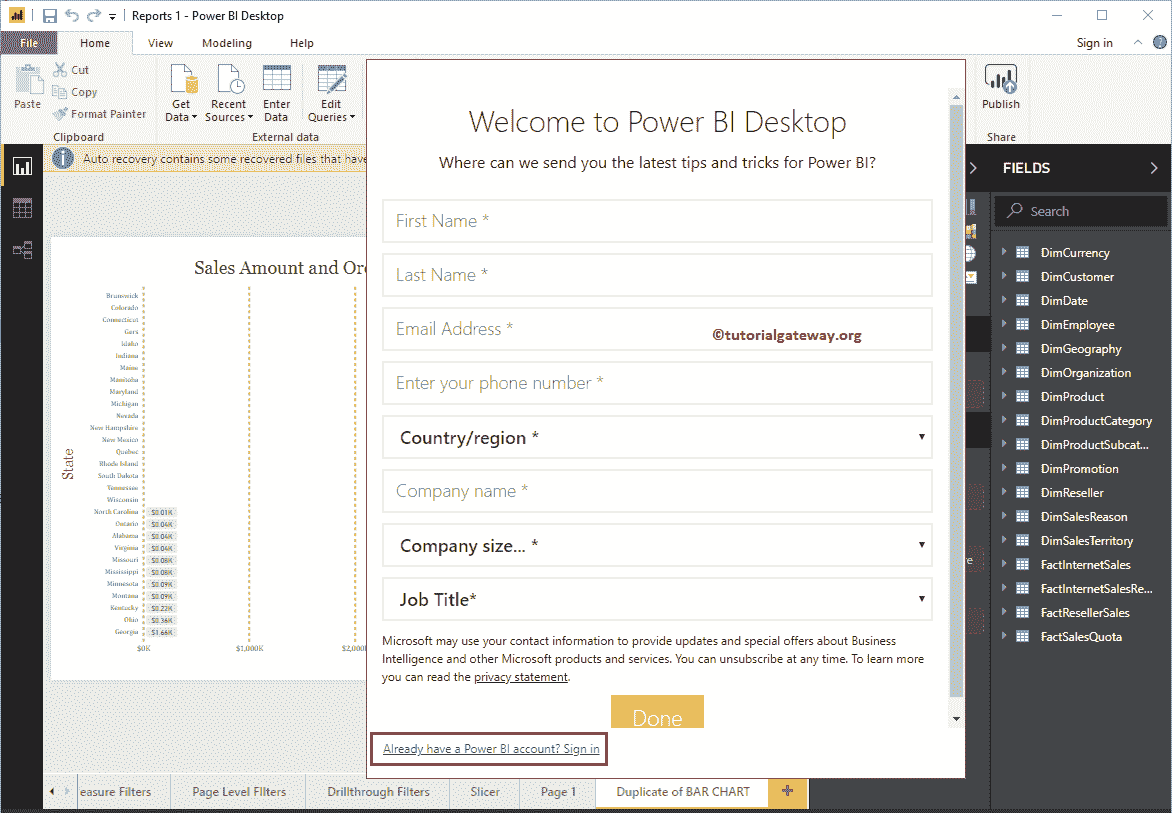 Reports 1 - Power BI Desktop
File Home View Modeling Help Sign in
Paste
Cut
Copy
Format Painter
Clipboard
Get Data
Recent Sources
Enter Data
Edit Queries
External data
Publish
Share
Auto recovery contains some recovered files that have
Sales Amount and Ord
State
Brunswick
Colorado
Connecticut
Gers
Idaho
Indiana
Maine
Manitoba
Maryland
Michigan
Nevada
New Hampshire
New Mexico
Quebec
Rhode Island
South Dakota
Tennessee
Wisconsin
North Carolina $0.01K
Ontario $0.04K
Alabama $0.04K
Virginia $0.04K
Missouri $0.08K
Mississippi $0.08K
Minnesota $0.09K
Montana $0.09K
Kentucky $0.22K
Ohio $0.36K
Georgia $1.66K
$0K $1,000K $2,000
Welcome to Power BI Desktop
Where can we send you the latest tips and tricks for Power BI?
First Name *
Last Name *
Email Address *
©tutorialgateway.org
Enter your phone number *
Country/region *
Company name *
Company size... *
Job Title*
Microsoft may use your contact information to provide updates and special offers about Business
Intelligence and other Microsoft products and services. You can unsubscribe at any time. To learn more
you can read the privacy statement.
Done
Already have a Power BI account? Sign in
FIELDS
Search
DimCurrency
DimCustomer
DimDate
DimEmployee
DimGeography
DimOrganization
DimProduct
DimProductCategory
DimProductSubcat...
DimPromotion
DimReseller
DimSalesReason
DimSalesTerritory
FactInternetSales
FactInternetSalesRe...
FactResellerSales
FactSalesQuota
easure Filters Page Level Filters Drillthrough Filters Slicer Page 1 Duplicate of BAR CHART